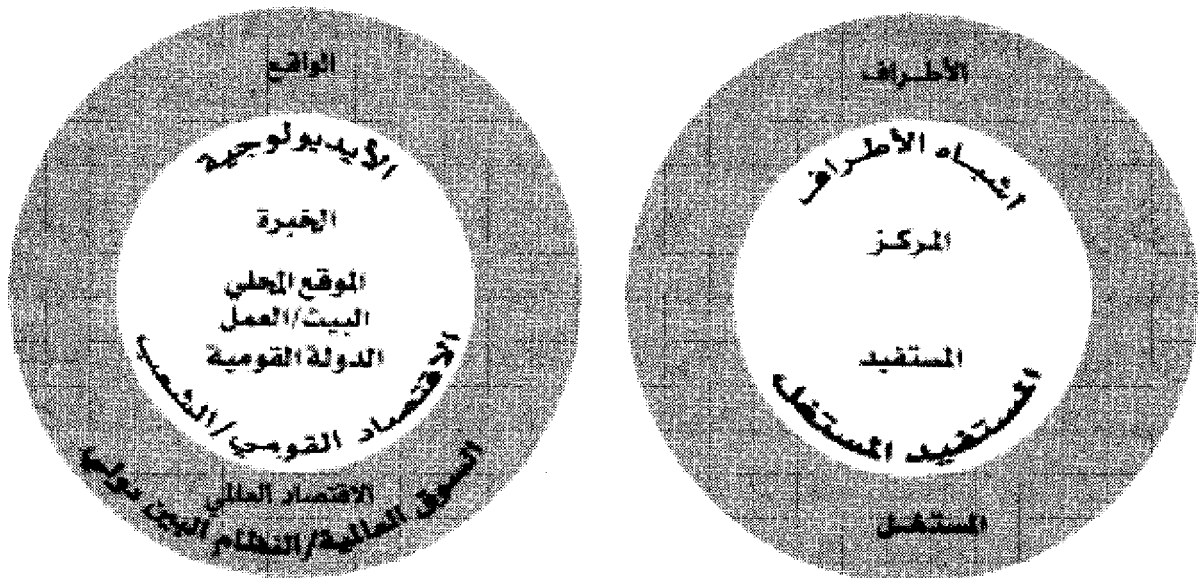 الأطراف
أشباه الأطراف
المركز
المستفيد
المستفيد المستغل
المستغل
الواقع
الأيديولوجية
الخبرة
الموقع المحلي
البيت/العمل
الدولة القومية
الاقتصاد القومي/الشعب
الاقتصاد العالمي
السوق العالمية/النظام البين دولي